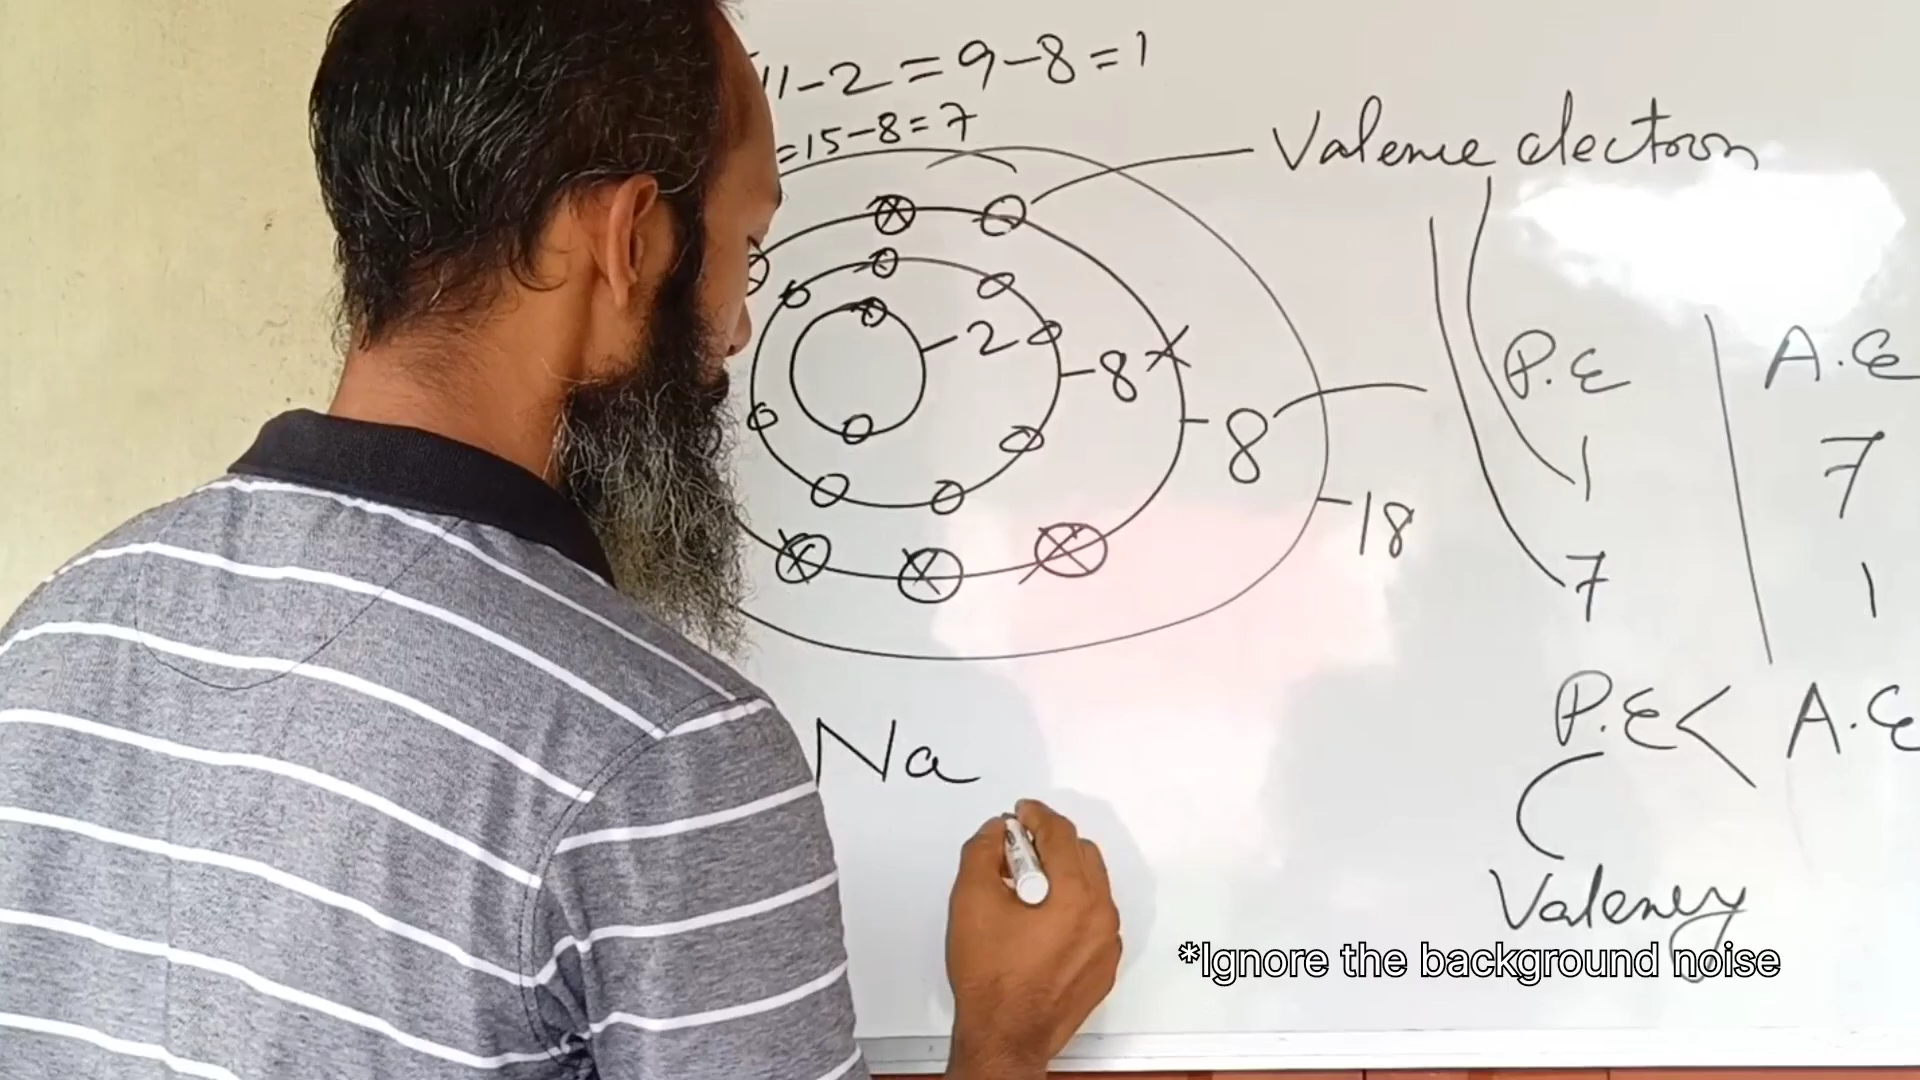 11-2=9-8=1
=15-8=7
Valence electron
2
8
8
18
P.E A.E
1 7
7 1
P.E< A.E
Na
Valency
*Ignore the background noise